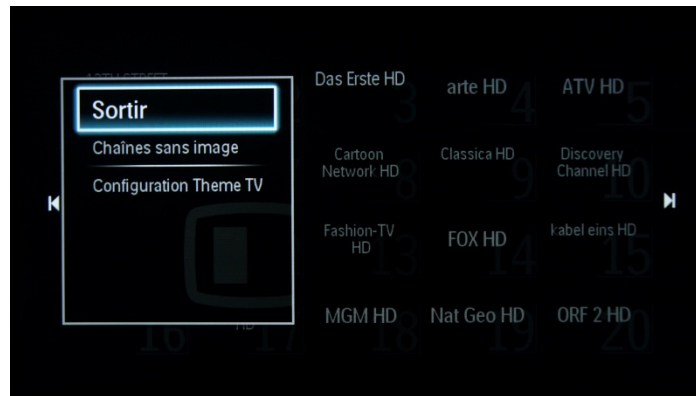 Sortir
Chaînes sans image
Configuration Theme TV
Das Erste HD
3
arte HD
4
ATV HD
5
Cartoon
Network HD
8
Classica HD
9
Discovery
Channel HD
10
Fashion-TV
HD
13
FOX HD
14
kabel eins HD
15
16
HD
17
MGM HD
18
Nat Geo HD
19
ORF 2 HD
20